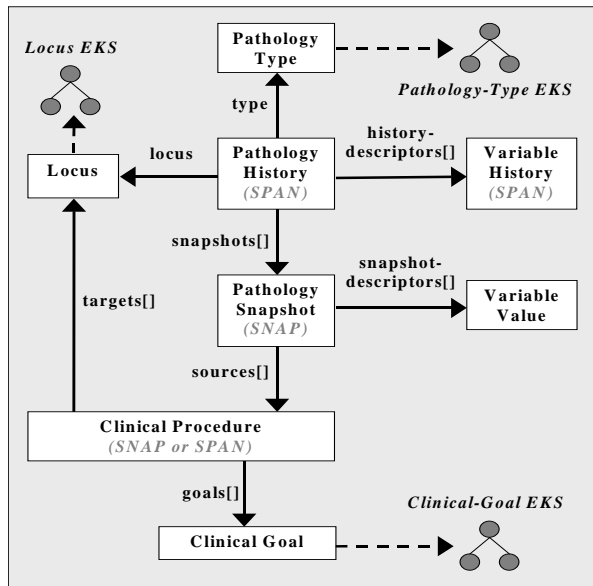 Locus EKS
Pathology
Type
Pathology-Type EKS
type
history-
descriptors[]
locus
Locus
Pathology
History
(SPAN)
Variable
History
(SPAN)
snapshots[]
snapshot-
descriptors[]
targets[]
Pathology
Snapshot
(SNAP)
Variable
Value
sources[]
Clinical Procedure
(SNAP or SPAN)
goals[]
Clinical-Goal EKS
Clinical Goal